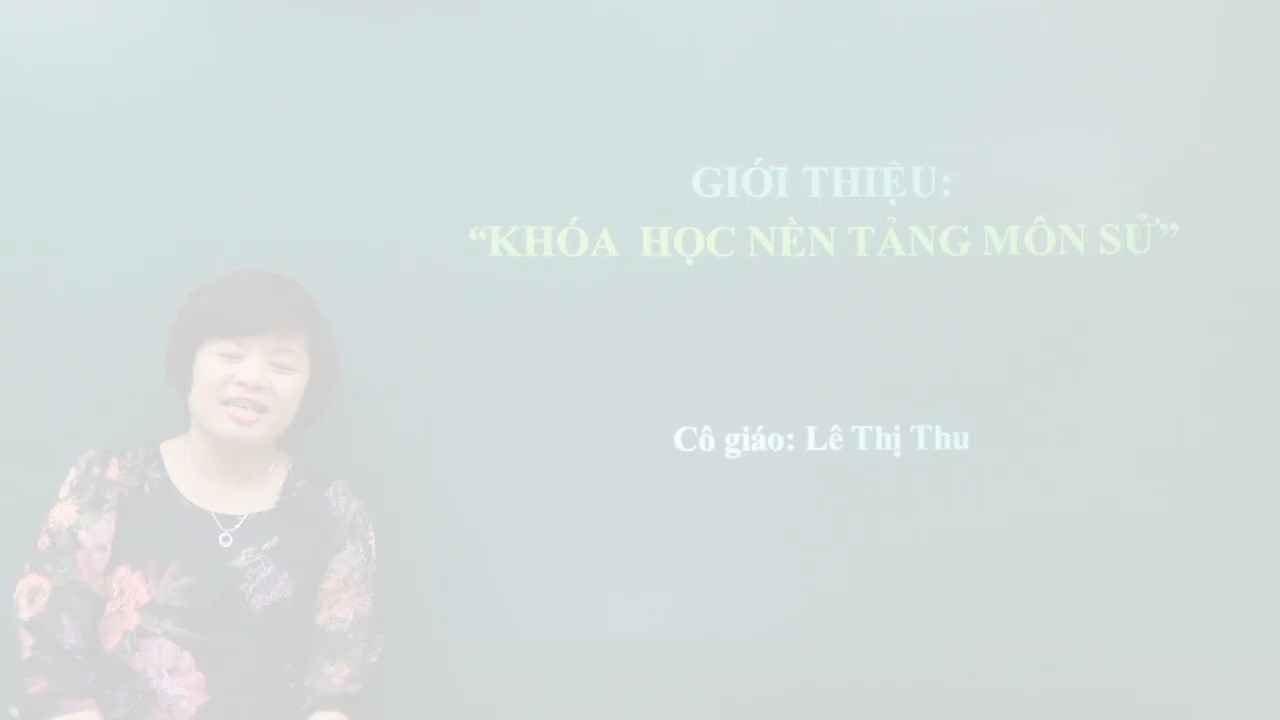 GIỚI THIỆU:
“KHÓA HỌC NỀN TẢNG MÔN SỬ”
Cô giáo: Lê Thị Thu